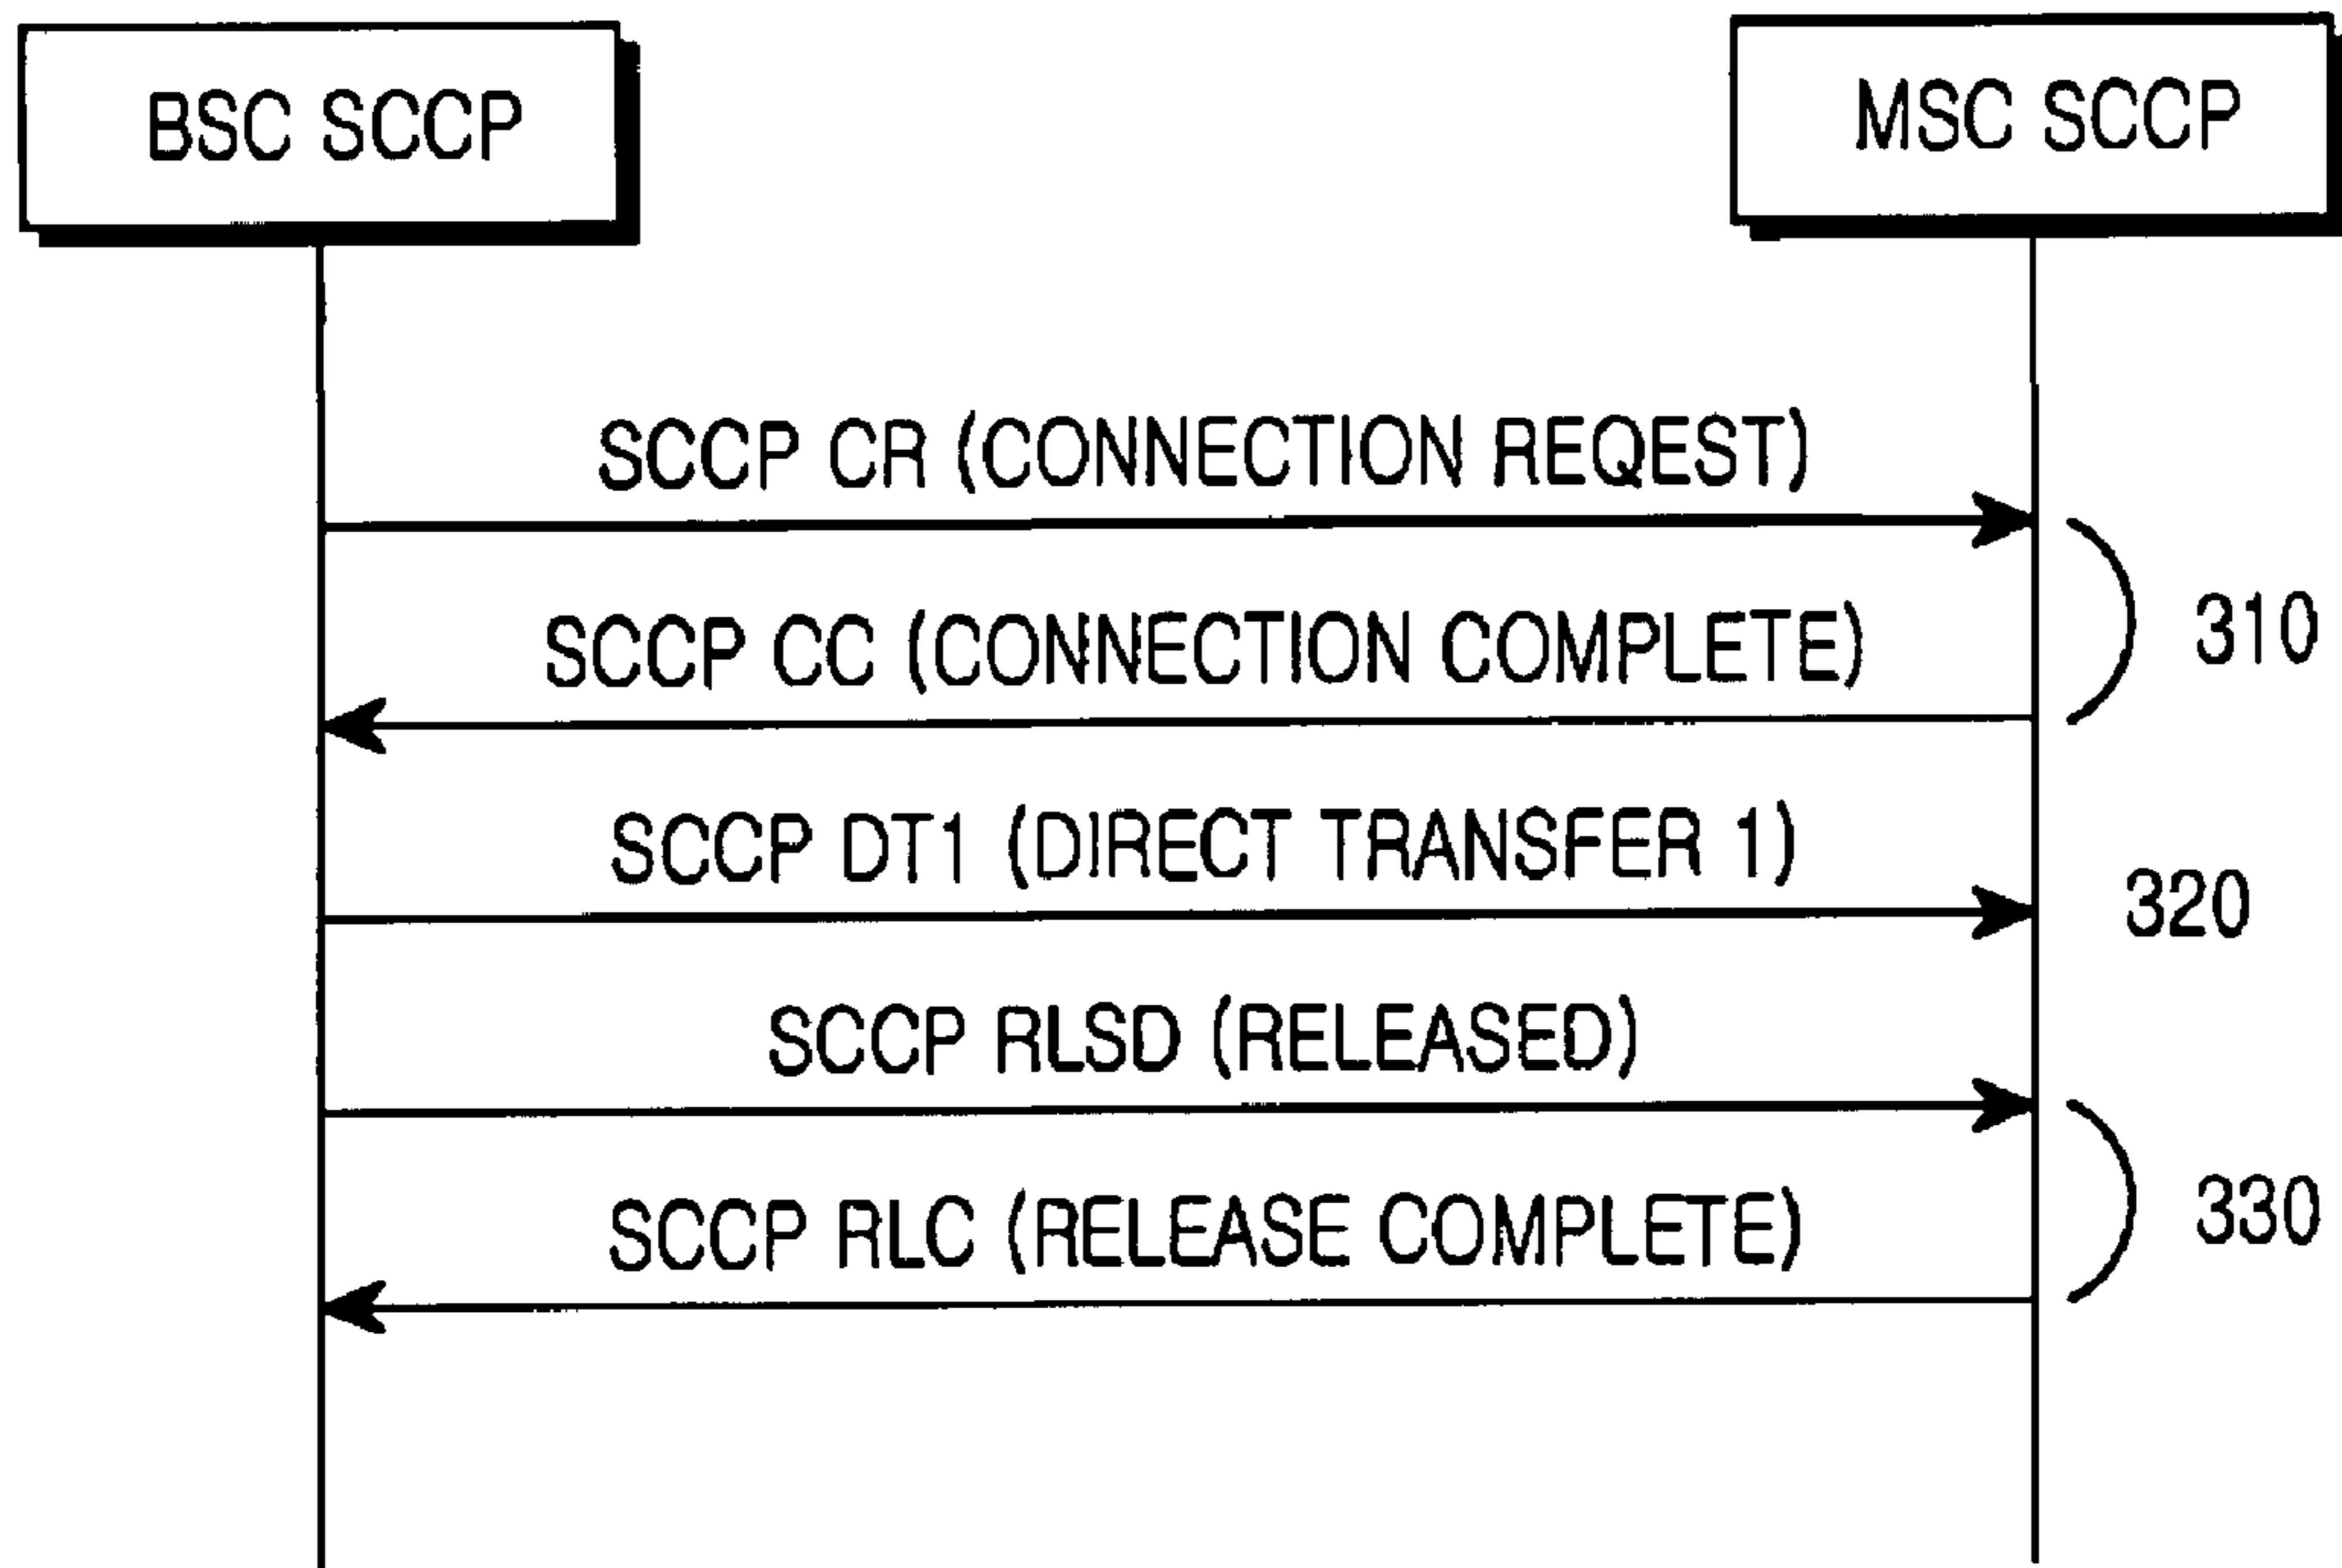 BSC SCCP
MSC SCCP
SCCP CR (CONNECTION REQEST)
SCCP CC (CONNECTION COMPLETE)
310
SCCP DT1 (DIRECT TRANSFER 1)
320
SCCP RLSD (RELEASED)
SCCP RLC (RELEASE COMPLETE)
330